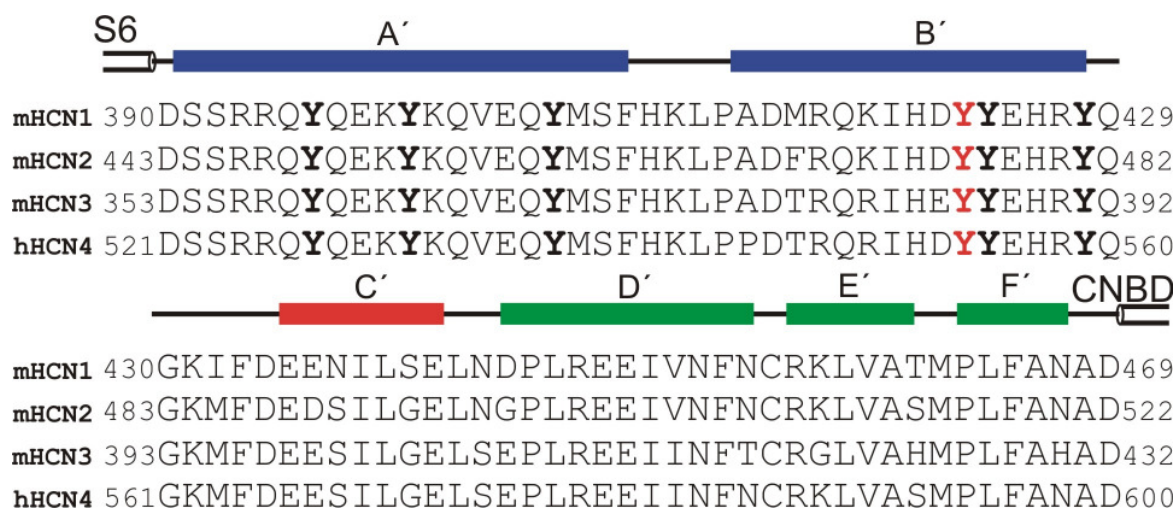 S6 A´ B´
mHCN1 390DSSRRQYQEKYKQVEQYMSFHKLPADMRQKIHDYYEHRYQ429
mHCN2 443DSSRRQYQEKYKQVEQYMSFHKLPADFRQKIHDYYEHRYQ482
mHCN3 353DSSRRQYQEKYKQVEQYMSFHKLPADTRQRIHEYYEHRYQ392
hHCN4 521DSSRRQYQEKYKQVEQYMSFHKLPPDTRQRIHDYYEHRYQ560
C´ D´ E´ F´ CNBD
mHCN1 430GKIFDEENILSELNDPLREEIVNFNCRKLVATMPLFANAD469
mHCN2 483GKMFDEDSILGELNGPLREEIVNFNCRKLVASMPLFANAD522
mHCN3 393GKMFDEESILGELSEPLREEIINFTCRGLVAHMPLFAHAD432
hHCN4 561GKMFDEESILGELSEPLREEIINFNCRKLVASMPLFANAD600